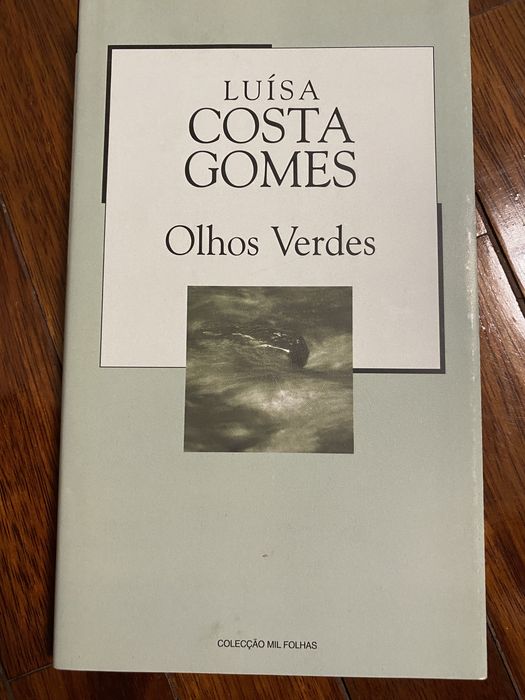 LUÍSA
COSTA
GOMES
Olhos Verdes
COLECÇÃO MIL FOLHAS